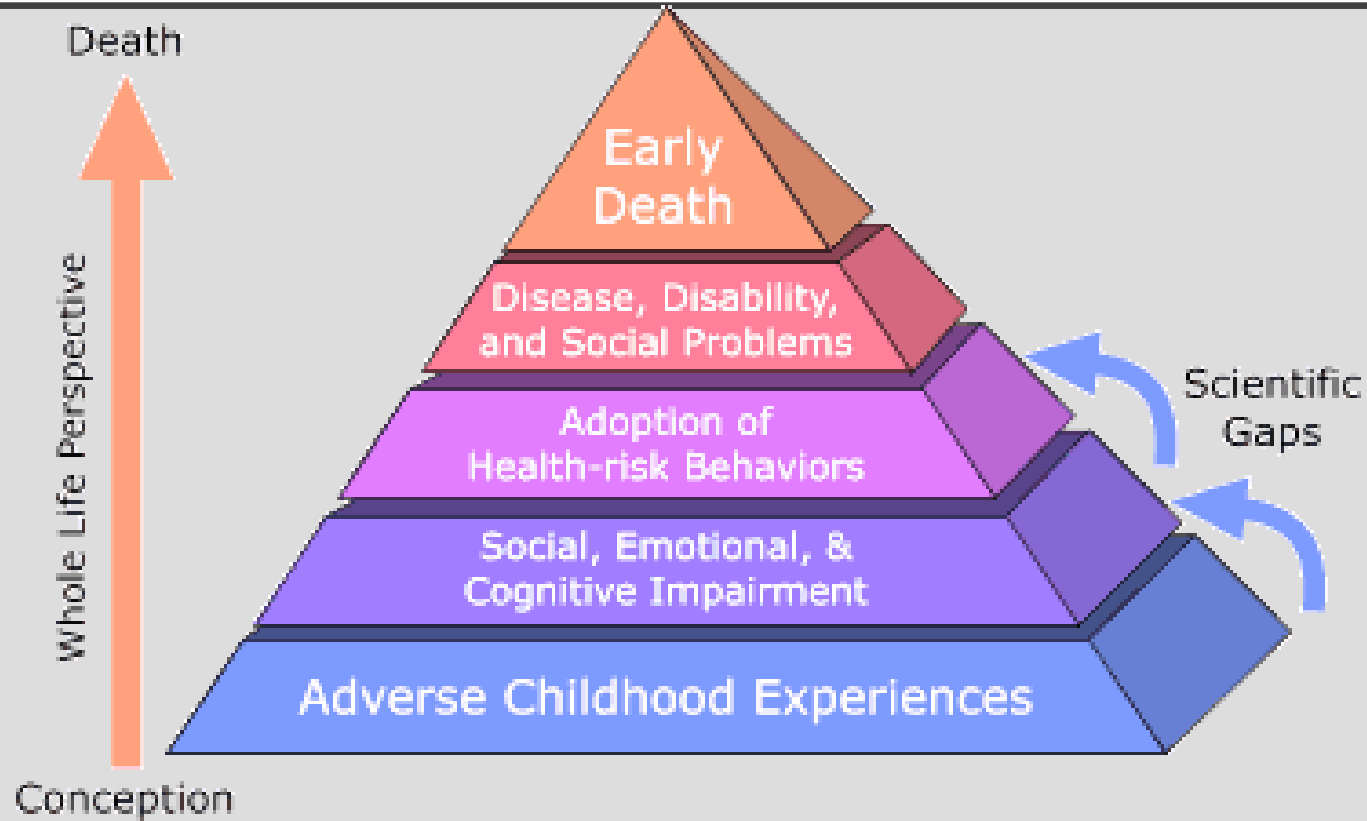 Death
Whole Life Perspective
Conception
Early
Death
Disease, Disability,
and Social Problems
Adoption of
Health-risk Behaviors
Social, Emotional, &
Cognitive Impairment
Adverse Childhood Experiences
Scientific
Gaps